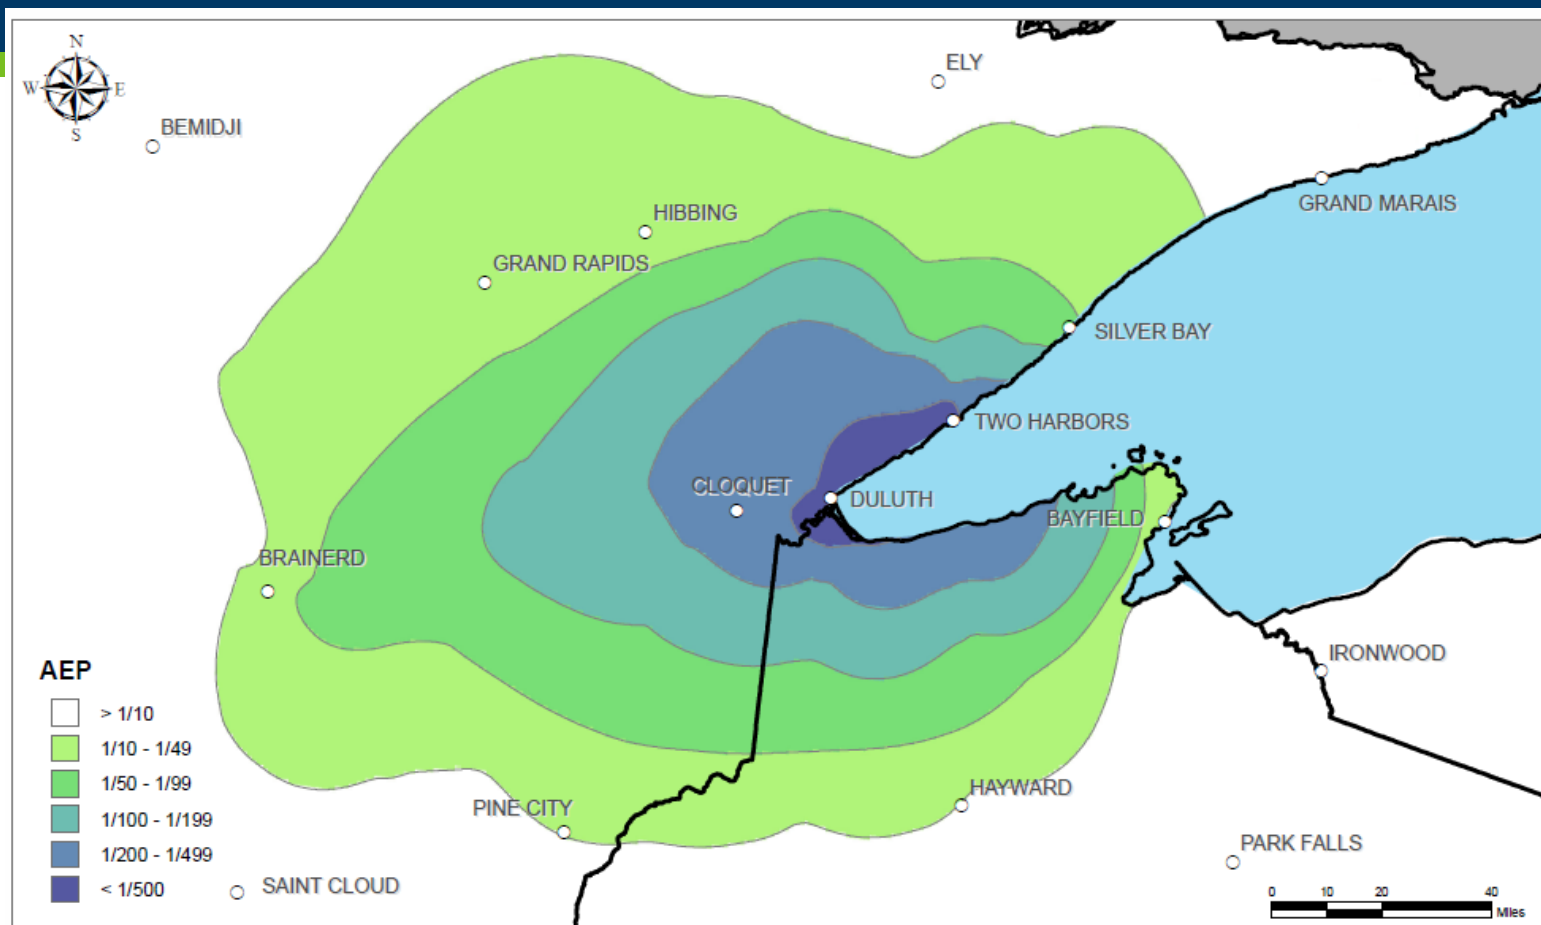 N
W E
S
ELY
BEMIDJI
GRAND MARAIS
HIBBING
GRAND RAPIDS
SILVER BAY
TWO HARBORS
CLOQUET
DULUTH
BAYFIELD
BRAINERD
IRONWOOD
HAYWARD
PINE CITY
PARK FALLS
SAINT CLOUD
AEP
> 1/10
1/10 - 1/49
1/50 - 1/99
1/100 - 1/199
1/200 - 1/499
< 1/500
0 10 20 40
Miles